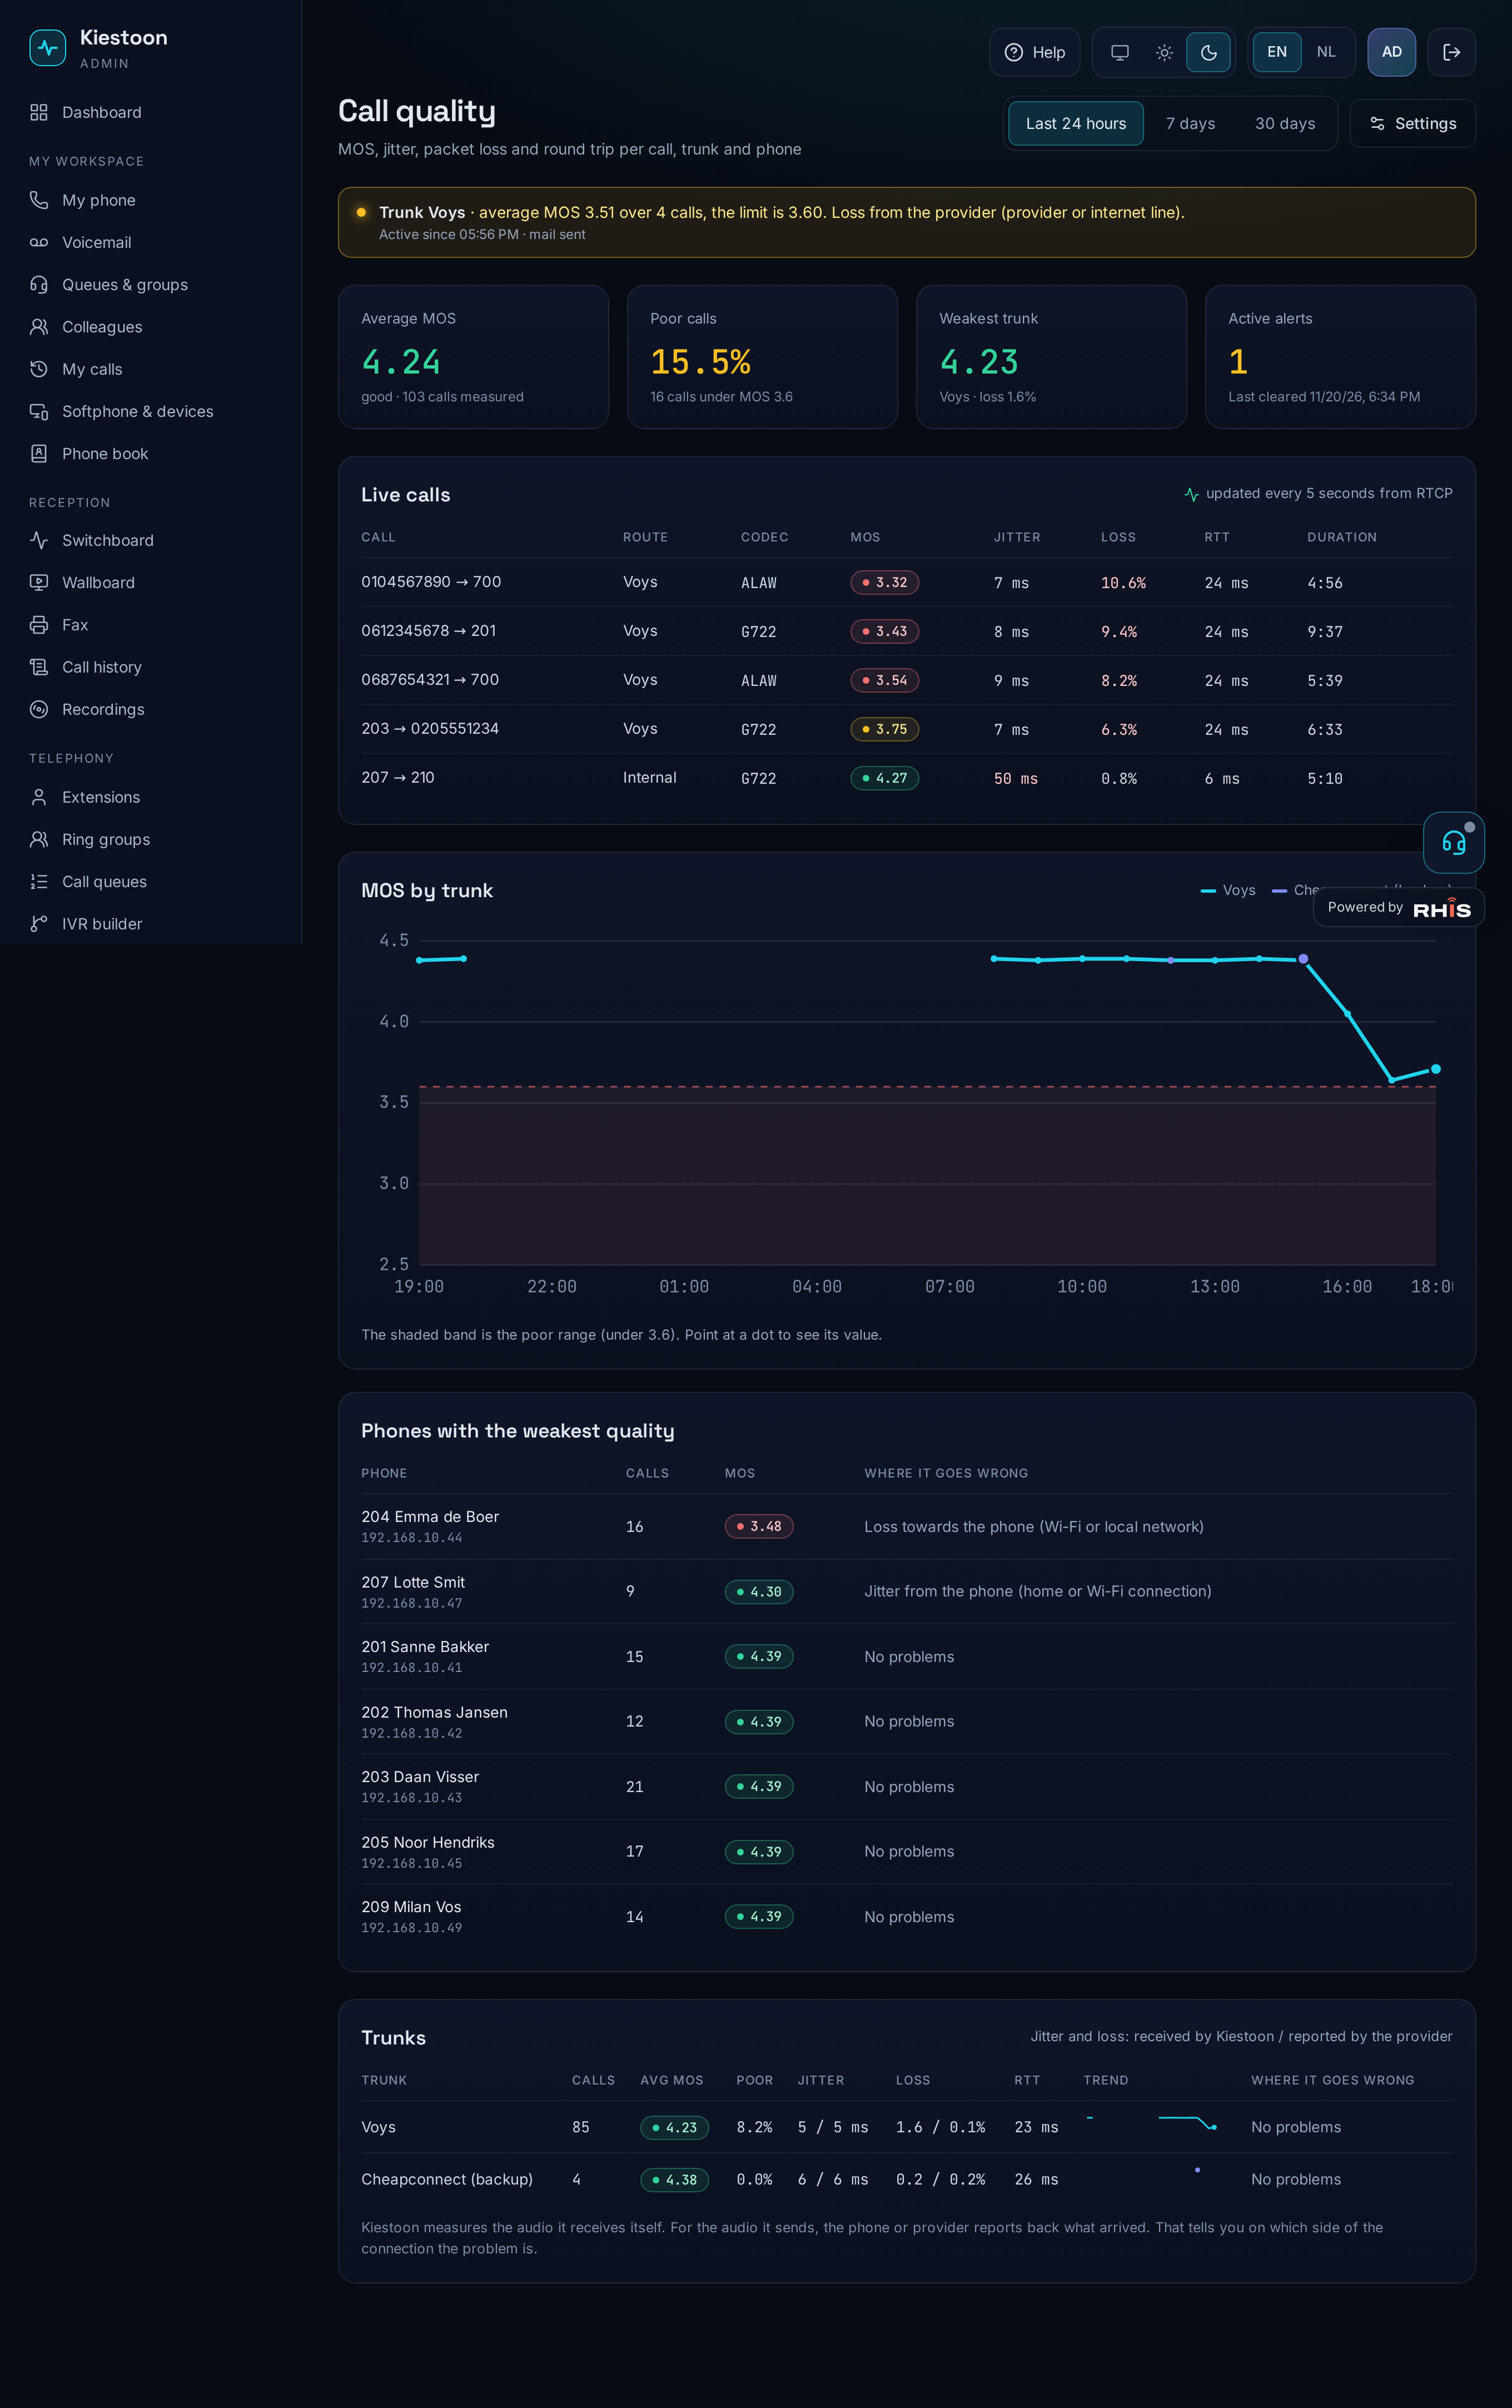 Kiestoon
ADMIN
Dashboard
MY WORKSPACE
My phone
Voicemail
Queues & groups
Colleagues
My calls
Softphone & devices
Phone book
RECEPTION
Switchboard
Wallboard
Fax
Call history
Recordings
TELEPHONY
Extensions
Ring groups
Call queues
IVR builder
Help
EN NL
AD
Call quality
MOS, jitter, packet loss and round trip per call, trunk and phone
Last 24 hours 7 days 30 days
Settings
Trunk Voys · average MOS 3.51 over 4 calls, the limit is 3.60. Loss from the provider (provider or internet line).
Active since 05:56 PM · mail sent
Average MOS
4.24
good · 103 calls measured
Poor calls
15.5%
16 calls under MOS 3.6
Weakest trunk
4.23
Voys · loss 1.6%
Active alerts
1
Last cleared 11/20/26, 6:34 PM
Live calls
updated every 5 seconds from RTCP
CALL ROUTE CODEC MOS JITTER LOSS RTT DURATION
0104567890 → 700 Voys ALAW 3.32 7 ms 10.6% 24 ms 4:56
0612345678 → 201 Voys G722 3.43 8 ms 9.4% 24 ms 9:37
0687654321 → 700 Voys ALAW 3.54 9 ms 8.2% 24 ms 5:39
203 → 0205551234 Voys G722 3.75 7 ms 6.3% 24 ms 6:33
207 → 210 Internal G722 4.27 50 ms 0.8% 6 ms 5:10
MOS by trunk
Voys
Powered by RHiS
4.5
4.0
3.5
3.0
2.5
19:00 22:00 01:00 04:00 07:00 10:00 13:00 16:00 18:0
The shaded band is the poor range (under 3.6). Point at a dot to see its value.
Phones with the weakest quality
PHONE CALLS MOS WHERE IT GOES WRONG
204 Emma de Boer 16 3.48 Loss towards the phone (Wi-Fi or local network)
192.168.10.44
207 Lotte Smit 9 4.30 Jitter from the phone (home or Wi-Fi connection)
192.168.10.47
201 Sanne Bakker 15 4.39 No problems
192.168.10.41
202 Thomas Jansen 12 4.39 No problems
192.168.10.42
203 Daan Visser 21 4.39 No problems
192.168.10.43
205 Noor Hendriks 17 4.39 No problems
192.168.10.45
209 Milan Vos 14 4.39 No problems
192.168.10.49
Trunks
Jitter and loss: received by Kiestoon / reported by the provider
TRUNK CALLS AVG MOS POOR JITTER LOSS RTT TREND WHERE IT GOES WRONG
Voys 85 4.23 8.2% 5 / 5 ms 1.6 / 0.1% 23 ms No problems
Cheapconnect (backup) 4 4.38 0.0% 6 / 6 ms 0.2 / 0.2% 26 ms No problems
Kiestoon measures the audio it receives itself. For the audio it sends, the phone or provider reports back what arrived. That tells you on which side of the
connection the problem is.